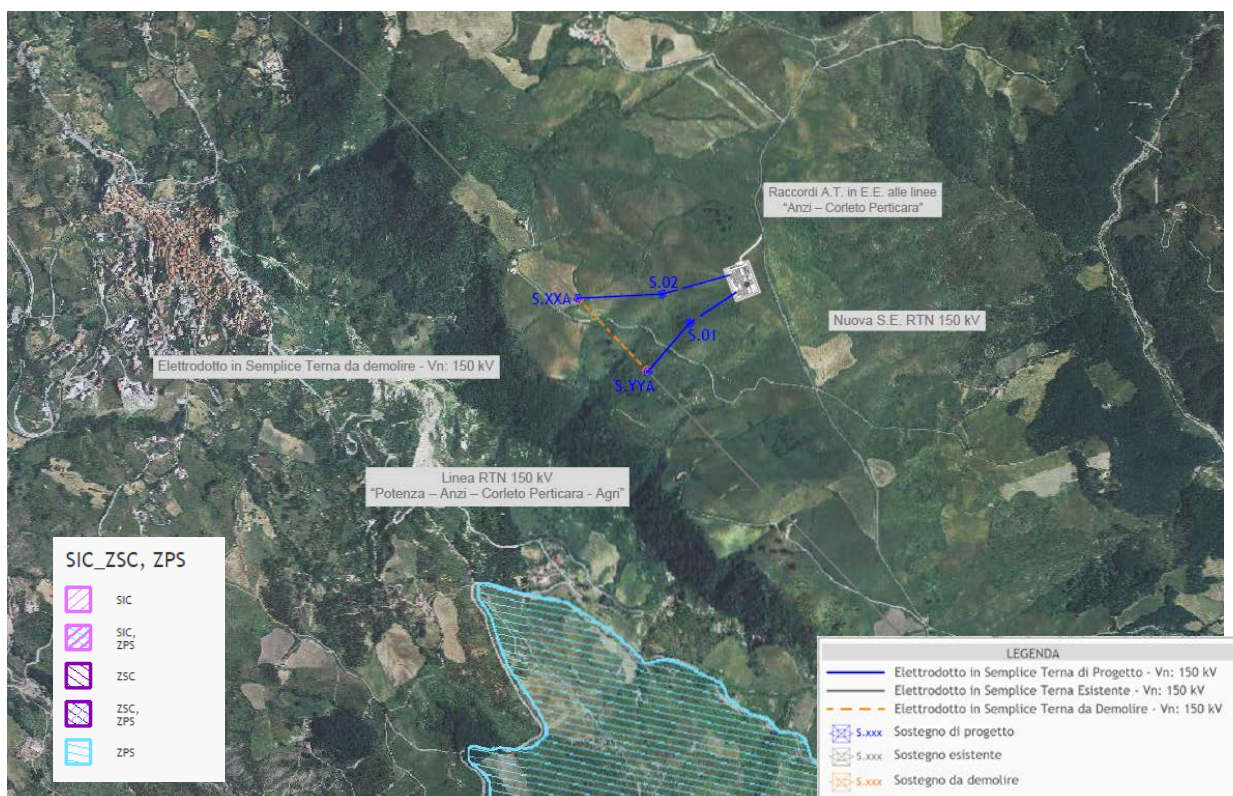 Raccordi A.T. in E.E. alle linee
“Anzi – Corleto Perticara”
S.02
S.XXA
S.01
Nuova S.E. RTN 150 kV
Elettrodotto in Semplice Terna da demolire - Vn: 150 kV
S.YYA
Linea RTN 150 kV
“Potenza – Anzi – Corleto Perticara - Agri”
SIC_ZSC, ZPS
SIC
SIC,
ZPS
ZSC
ZSC,
ZPS
ZPS
LEGENDA
Elettrodotto in Semplice Terna di Progetto - Vn: 150 kV
Elettrodotto in Semplice Terna Esistente - Vn: 150 kV
Elettrodotto in Semplice Terna da Demolire - Vn: 150 kV
S.xxx Sostegno di progetto
S.xxx Sostegno esistente
S.xxx Sostegno da demolire